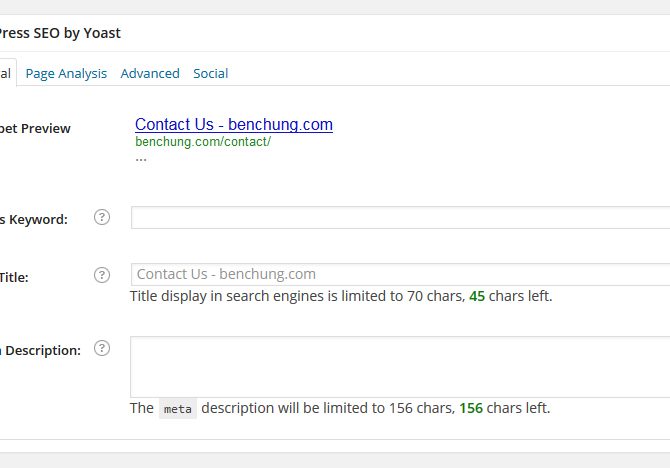 Press SEO by Yoast
al Page Analysis Advanced Social
pet Preview
Contact Us - benchung.com
benchung.com/contact/
...
s Keyword: ?
Title: ? Contact Us - benchung.com
Title display in search engines is limited to 70 chars, 45 chars left.
Description: ?
The meta description will be limited to 156 chars, 156 chars left.